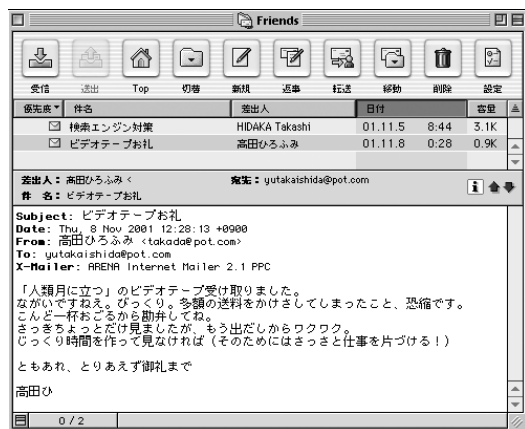 Friends
受信 送出 Top 切替 新規 返事 転送 移動 削除 設定
優先度 件名 差出人 日付 容量
検索エンジン対策 HIDAKA Takashi 01.11.5 8:44 3.1K
ビデオテープお礼 高田ひろふみ 01.11.8 0:28 0.9K
差出人：高田ひろふみ < 宛先：yutakaishida@pot.com
件 名：ビデオテープお礼
Subject: ビデオテープお礼
Date: Thu, 8 Nov 2001 12:28:13 +0900
From: 高田ひろふみ <takada@pot.com>
To: yutakaishida@pot.com
X-Mailer: ARENA Internet Mailer 2.1 PPC
「人類月に立つ」のビデオテープ受け取りました。
ながいですねえ。びっくり。多額の送料をかけさしてしまったこと、恐縮です。
こんど一杯おごるから勘弁してね。
さっきちょっとだけ見ましたが、もう出だしからワクワク。
じっくり時間を作って見なければ（そのためにはさっさと仕事を片づける！）
ともあれ、とりあえず御礼まで
高田ひ
0 / 2